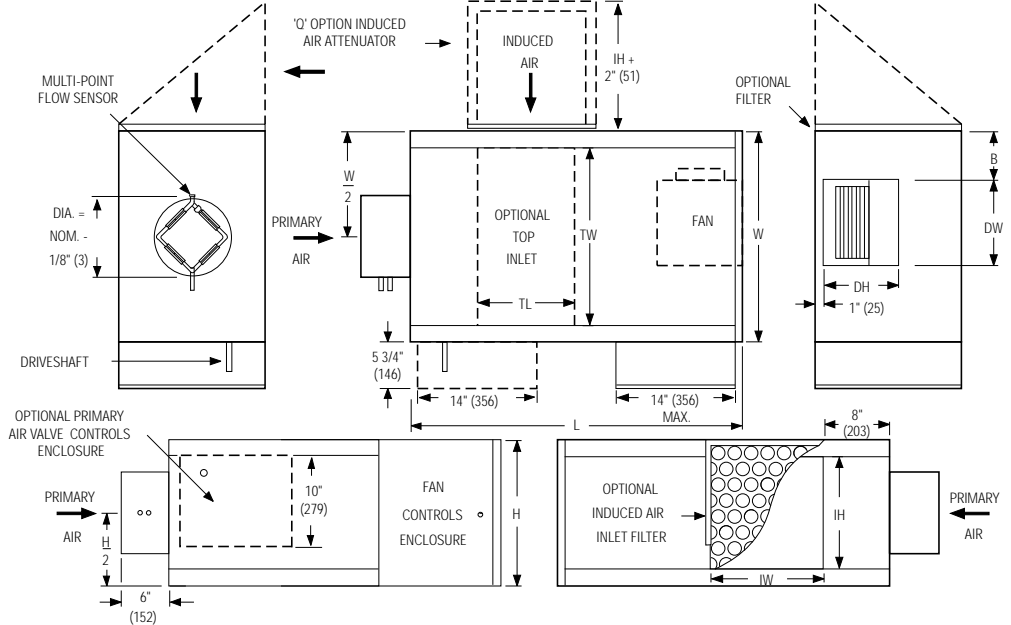 'Q' OPTION INDUCED
AIR ATTENUATOR
INDUCED
AIR
IH +
2" (51)
MULTI-POINT
FLOW SENSOR
OPTIONAL
FILTER
W
2
B
DIA. =
NOM. -
1/8" (3)
PRIMARY
AIR
OPTIONAL
TOP
INLET
TW
FAN
W
DW
TL
DH
1" (25)
DRIVESHAFT
5 3/4"
(146)
14" (356)
14" (356)
MAX.
L
OPTIONAL PRIMARY
AIR VALVE CONTROLS
ENCLOSURE
8"
(203)
PRIMARY
AIR
H
2
10"
(279)
FAN
CONTROLS
ENCLOSURE
H
OPTIONAL
INDUCED AIR
INLET FILTER
IH
PRIMARY
AIR
IW
6"
(152)